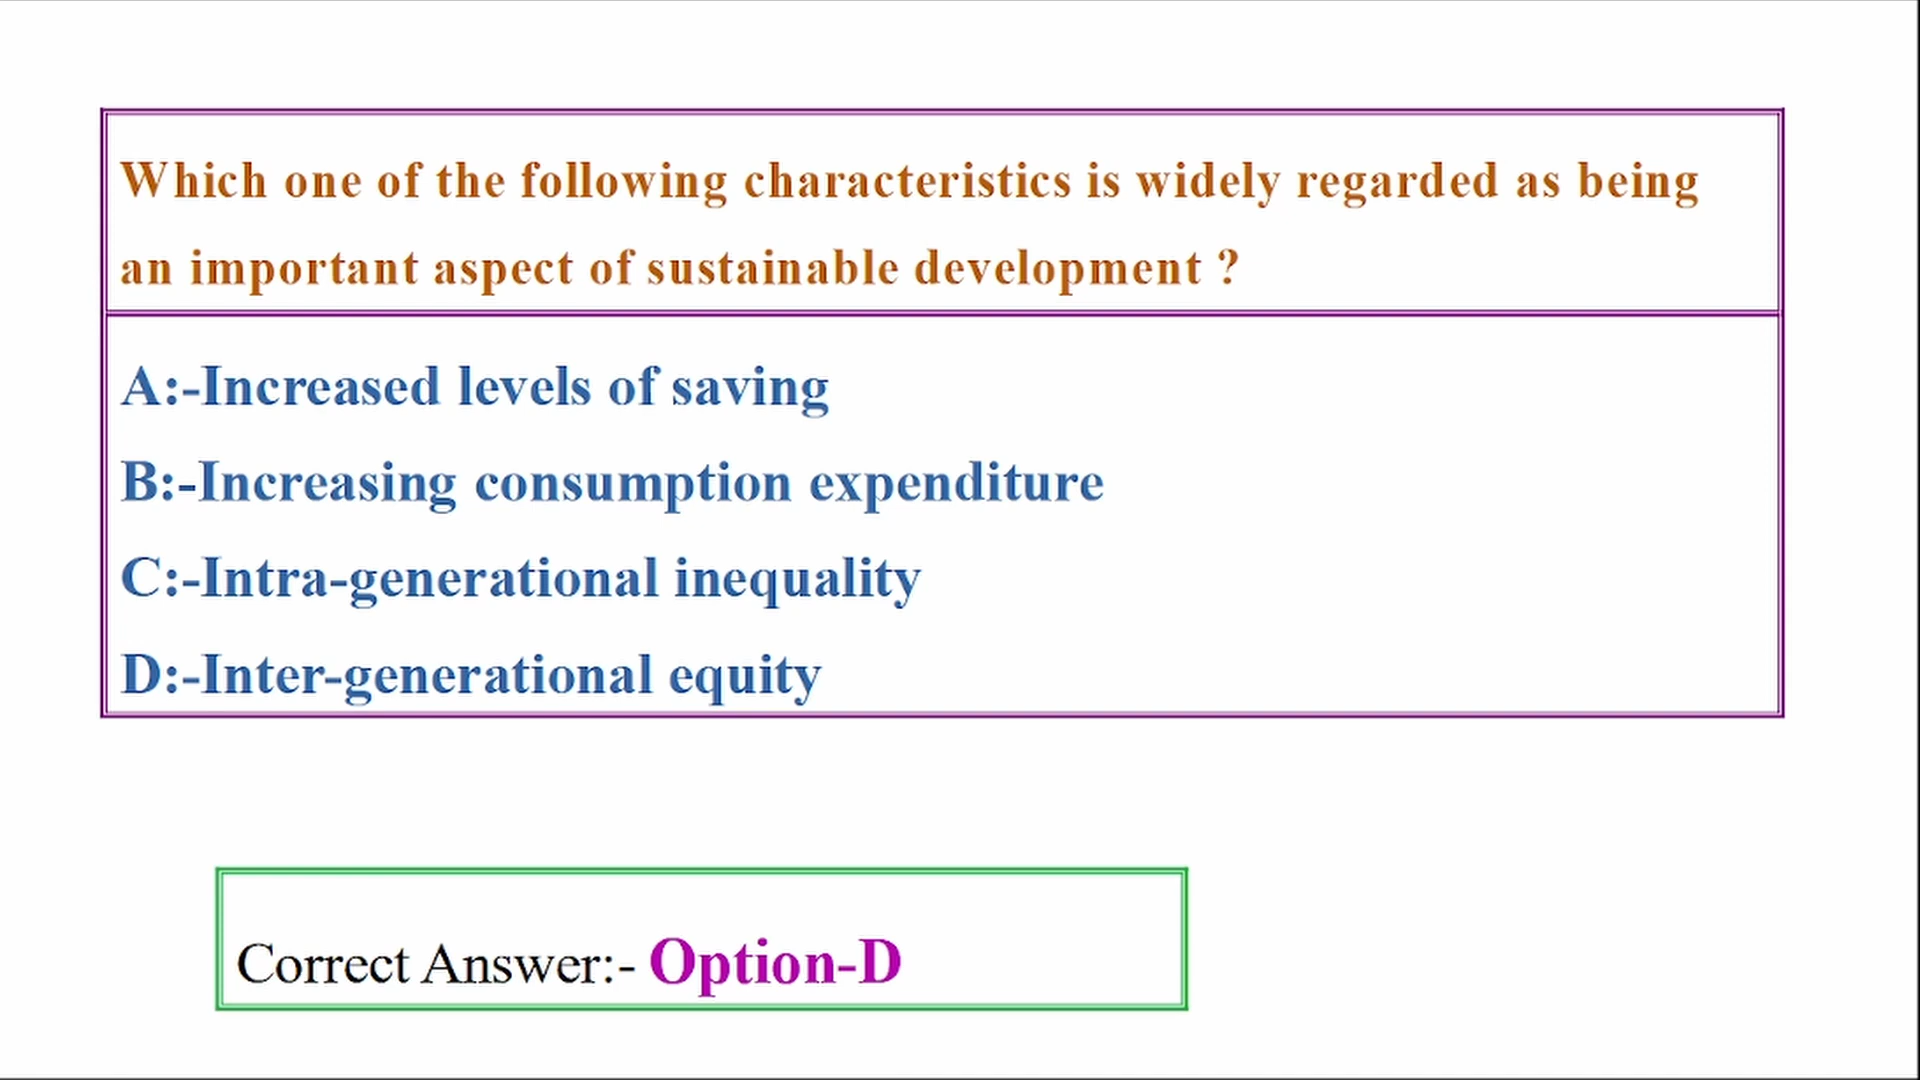 Which one of the following characteristics is widely regarded as being
an important aspect of sustainable development ?
A:-Increased levels of saving
B:-Increasing consumption expenditure
C:-Intra-generational inequality
D:-Inter-generational equity
Correct Answer:- Option-D